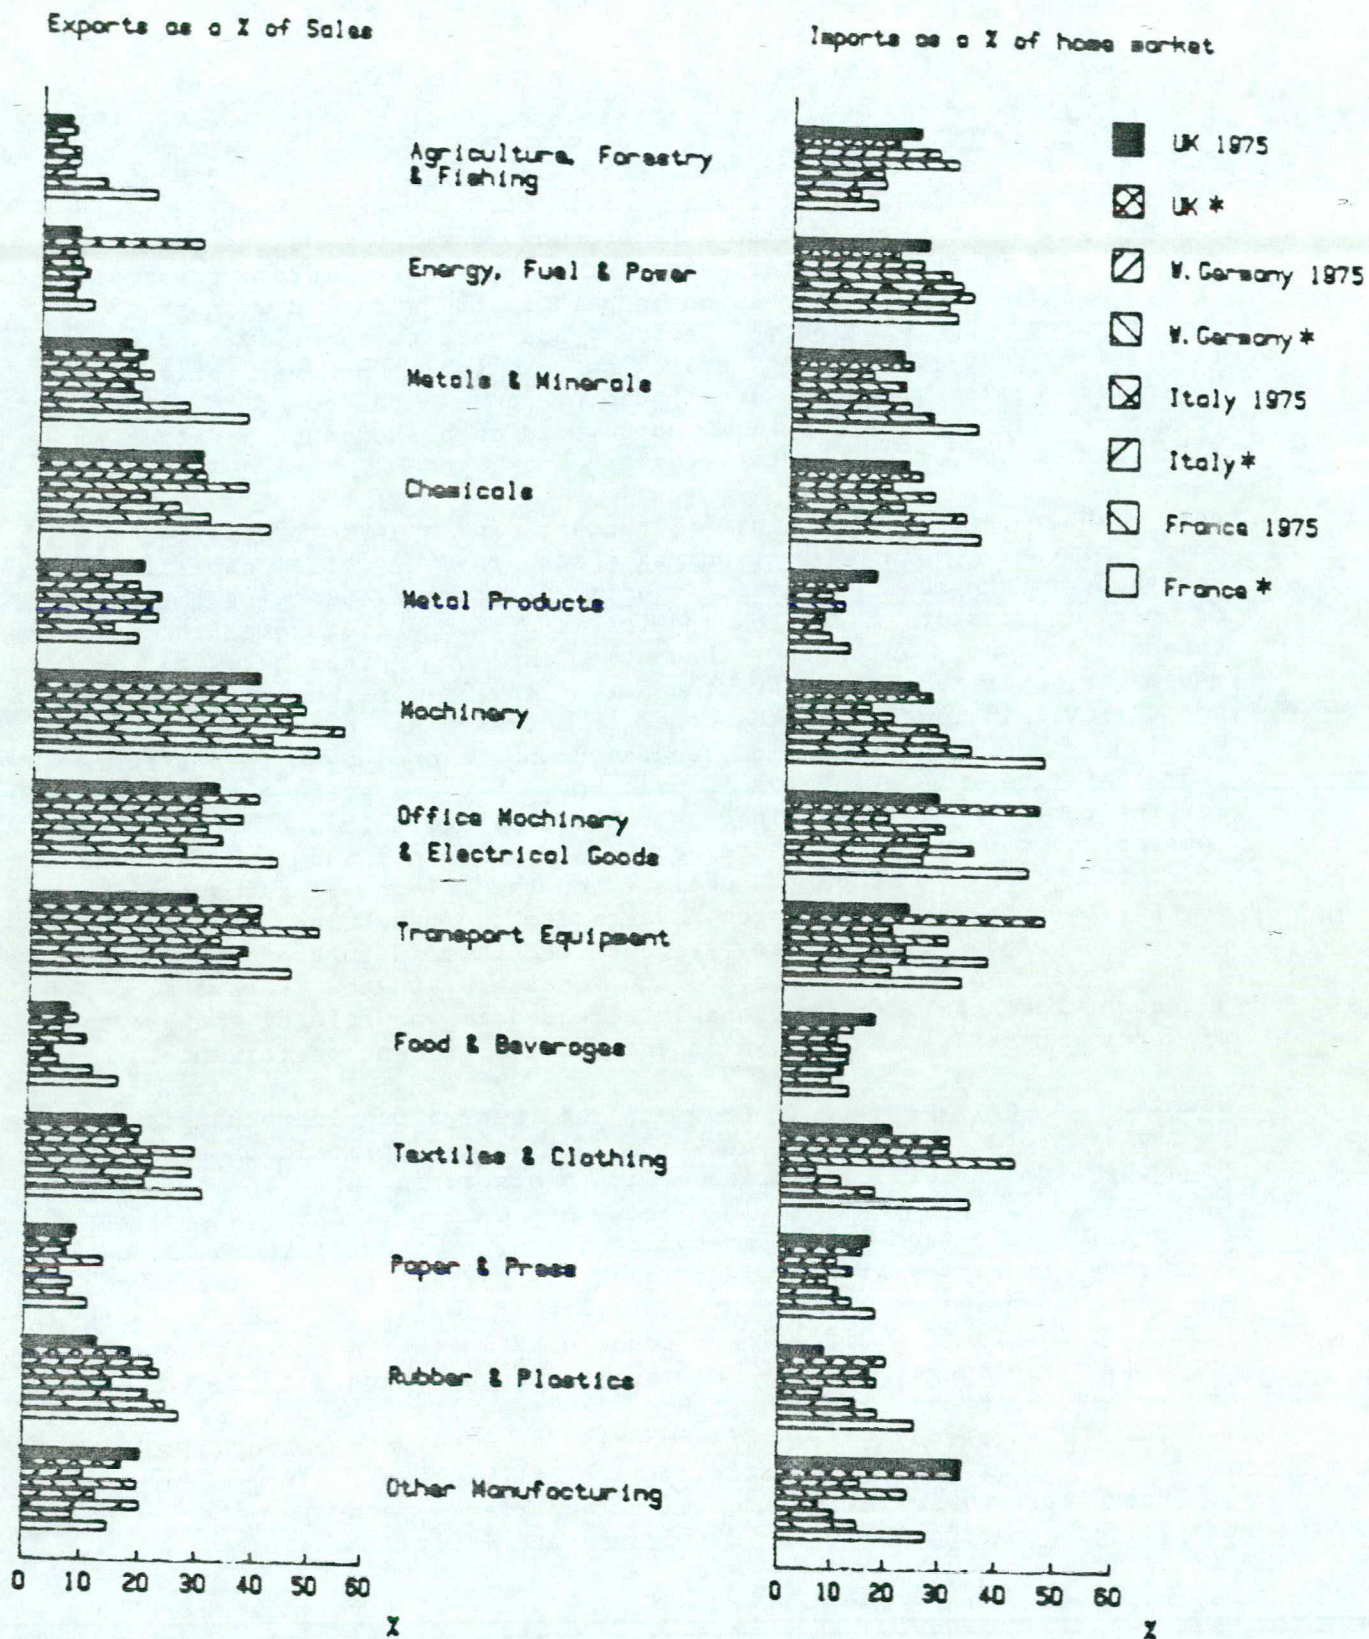 Exports as a % of Sales
Imports as a % of home market
Agriculture, Forestry
& Fishing
Energy, Fuel & Power
Metals & Minerals
Chemicals
Metal Products
Machinery
Office Machinery
& Electrical Goods
Transport Equipment
Food & Beverages
Textiles & Clothing
Paper & Press
Rubber & Plastics
Other Manufacturing
UK 1975
UK *
W. Germany 1975
W. Germany *
Italy 1975
Italy *
France 1975
France *
0 10 20 30 40 50 60
%
0 10 20 30 40 50 60
%